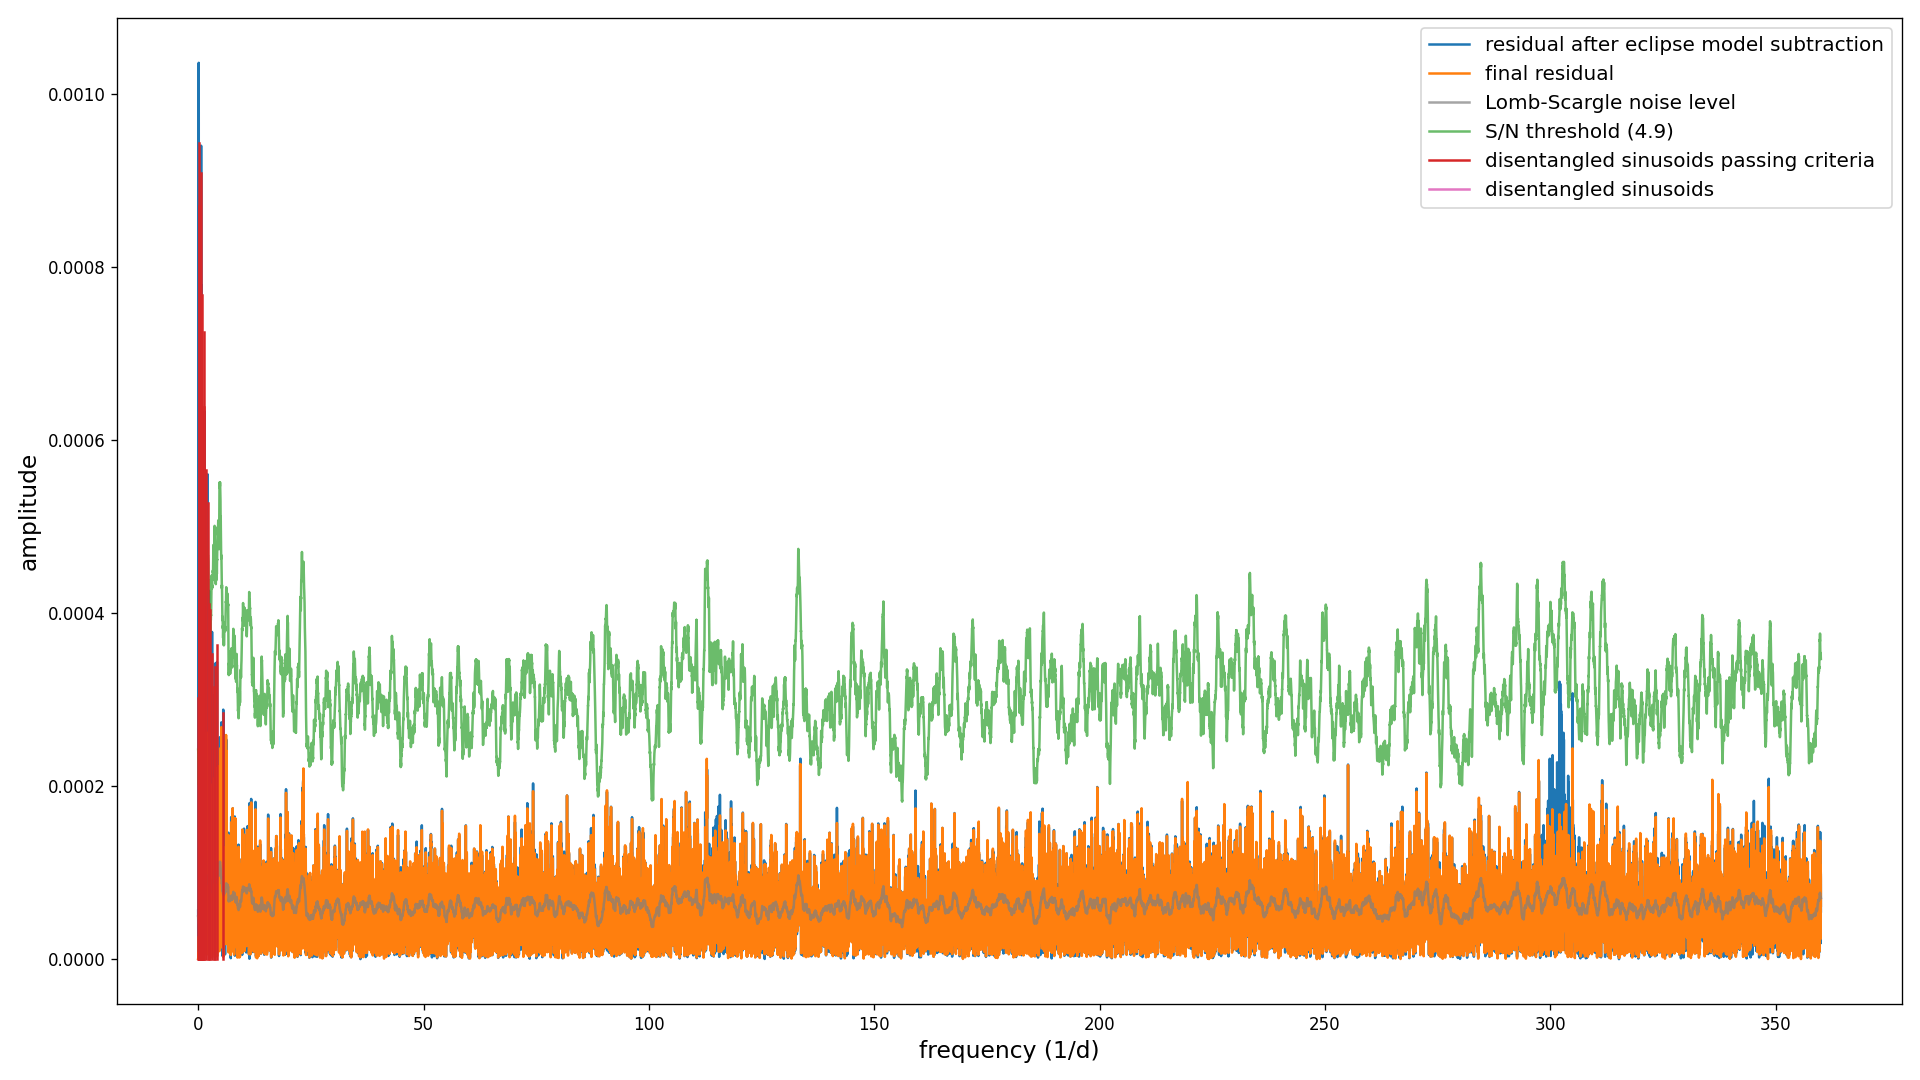 residual after eclipse model subtraction
final residual
Lomb-Scargle noise level
S/N threshold (4.9)
disentangled sinusoids passing criteria
disentangled sinusoids
amplitude
0.0010
0.0008
0.0006
0.0004
0.0002
0.0000
0 50 100 150 200 250 300 350
frequency (1/d)